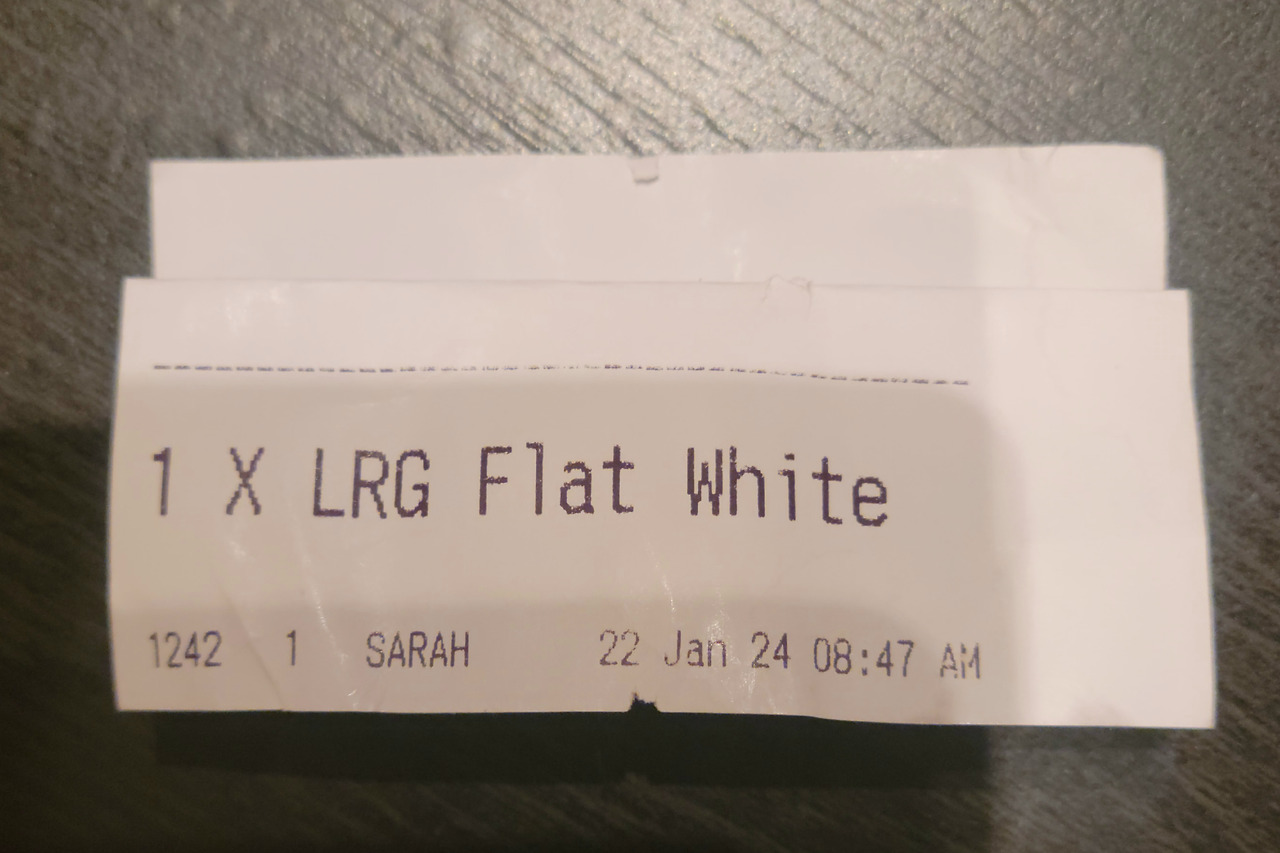 1 X LRG Flat White
1242 1 SARAH 22 Jan 24 08:47 AM